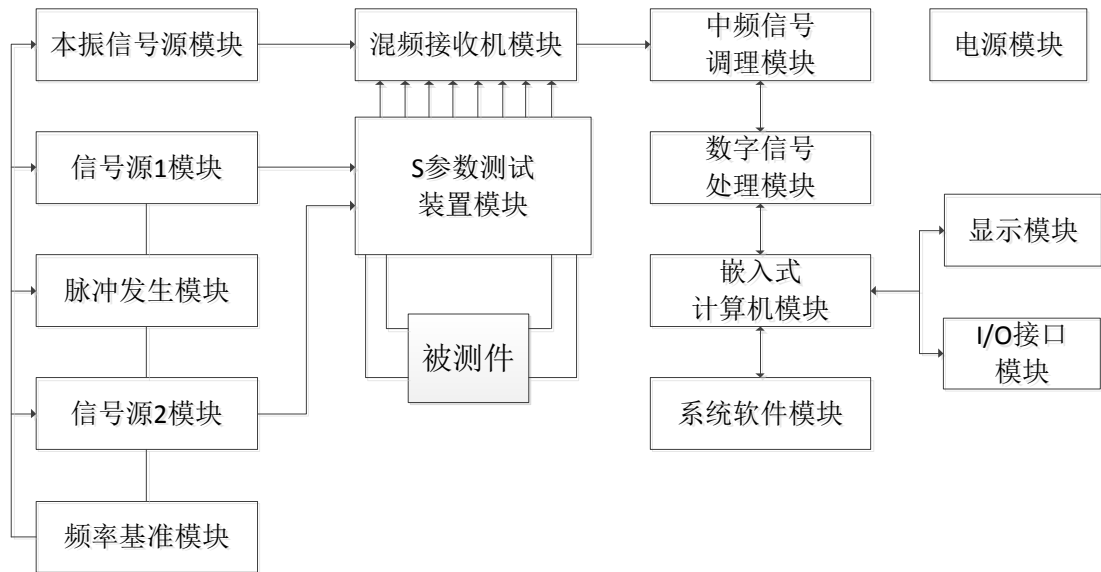 本振信号源模块
混频接收机模块
中频信号
调理模块
电源模块
信号源1模块
S参数测试
装置模块
数字信号
处理模块
显示模块
脉冲发生模块
嵌入式
计算机模块
被测件
I/O接口
模块
信号源2模块
系统软件模块
频率基准模块